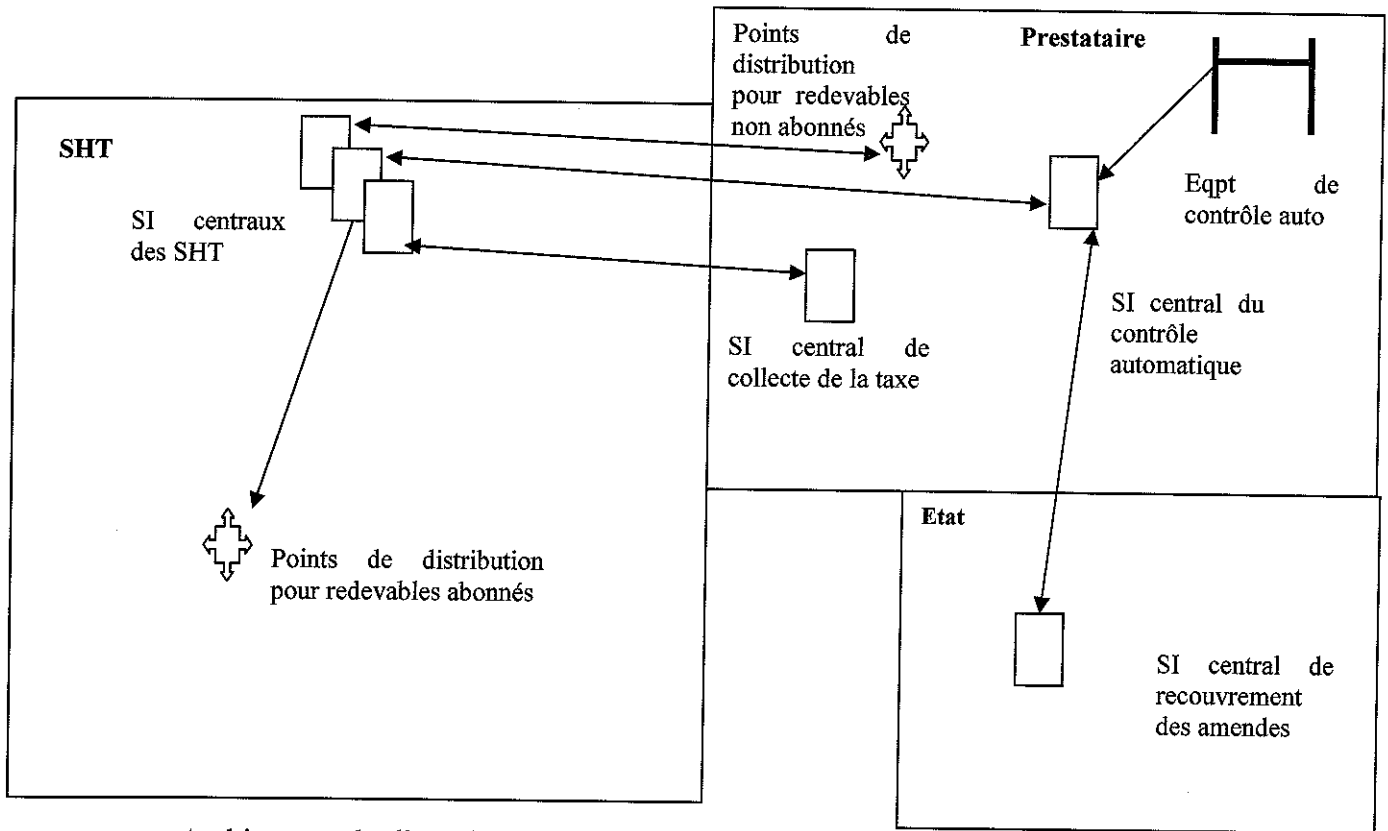 Points de
distribution
pour redevables
non abonnés
Prestataire
SHT
SI centraux
des SHT
Eqpt de
contrôle auto
SI central du
contrôle
automatique
SI central de
collecte de la taxe
Etat
Points de distribution
pour redevables abonnés
SI central de
recouvrement
des amendes